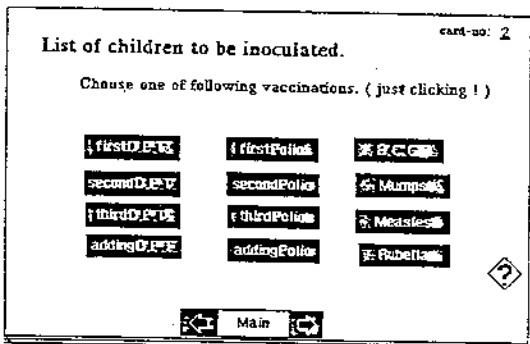 card-no: 2
List of children to be inoculated.
Choose one of following vaccinations. ( just clicking ! )
firstD.P.T. firstPolio B.C.G.
secondD.P.T. secondPolio Mumps
thirdD.P.T. thirdPolio Measles
addingD.P.T. addingPolio Rubella
?
Main